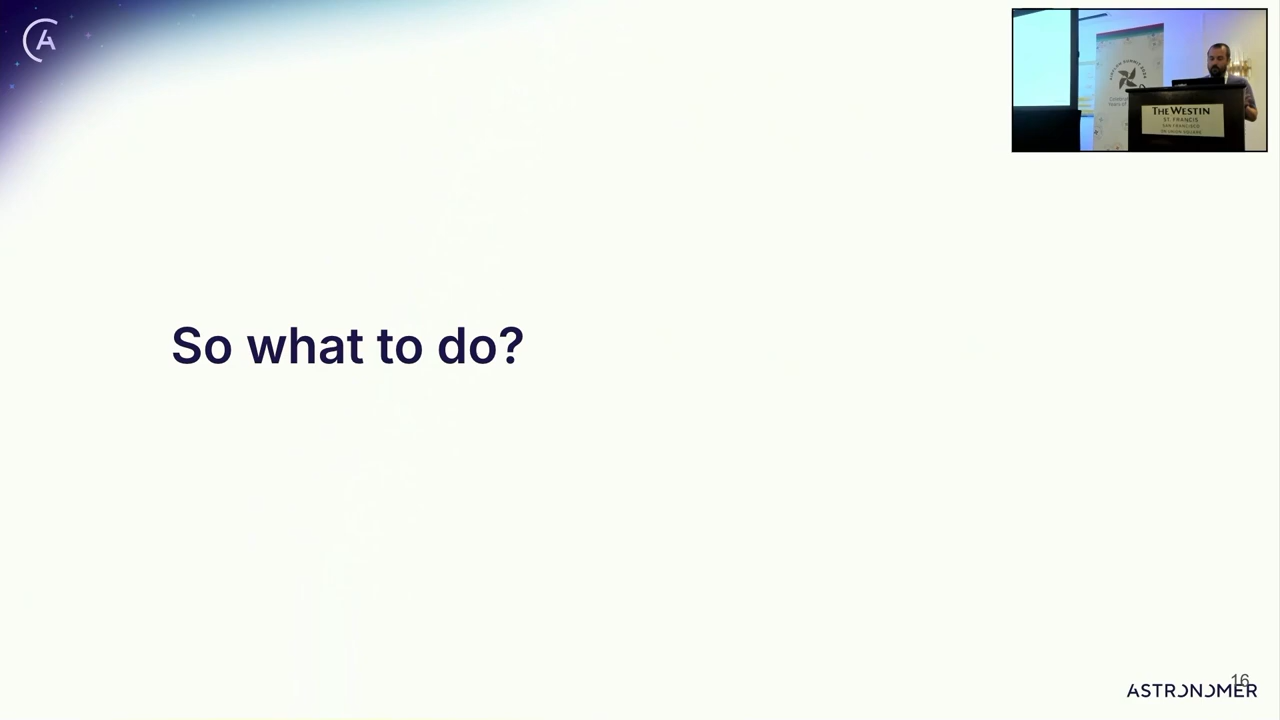 So what to do?
THE WESTIN
ST. FRANCIS
SAN FRANCISCO
ON UNION SQUARE
16
ASTRONOMER